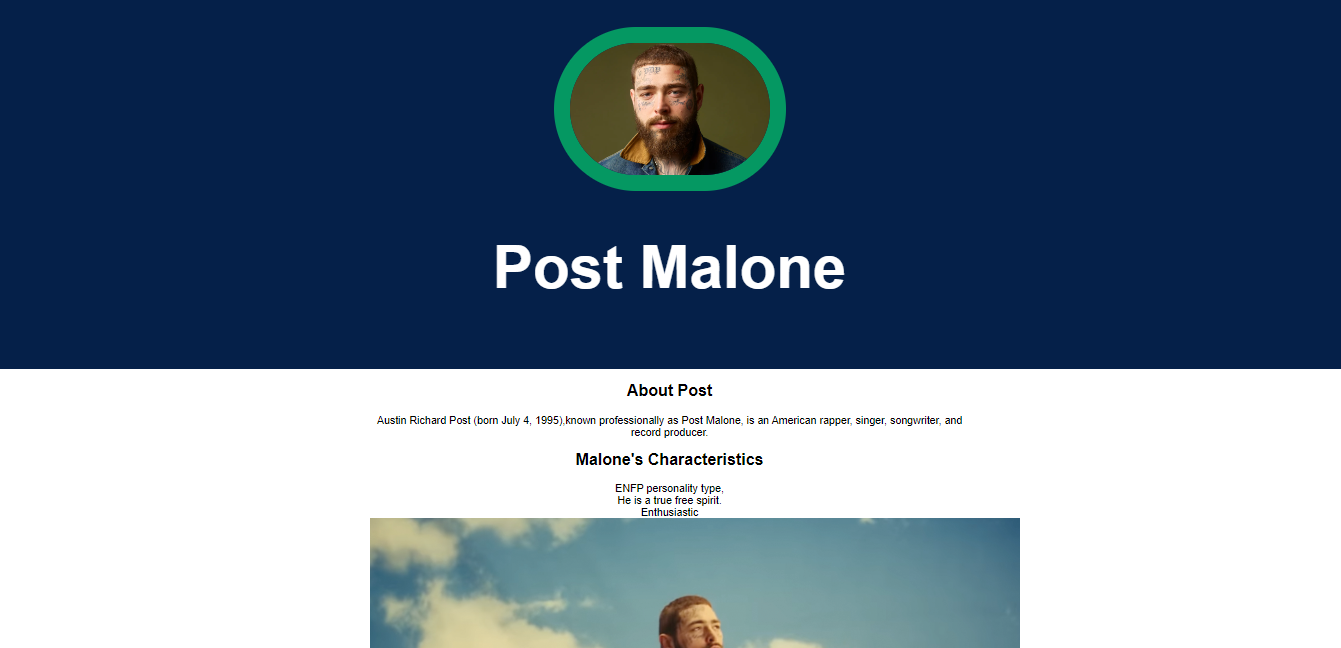 Post Malone
About Post
Austin Richard Post (born July 4, 1995),known professionally as Post Malone, is an American rapper, singer, songwriter, and
record producer.
Malone's Characteristics
ENFP personality type,
He is a true free spirit.
Enthusiastic